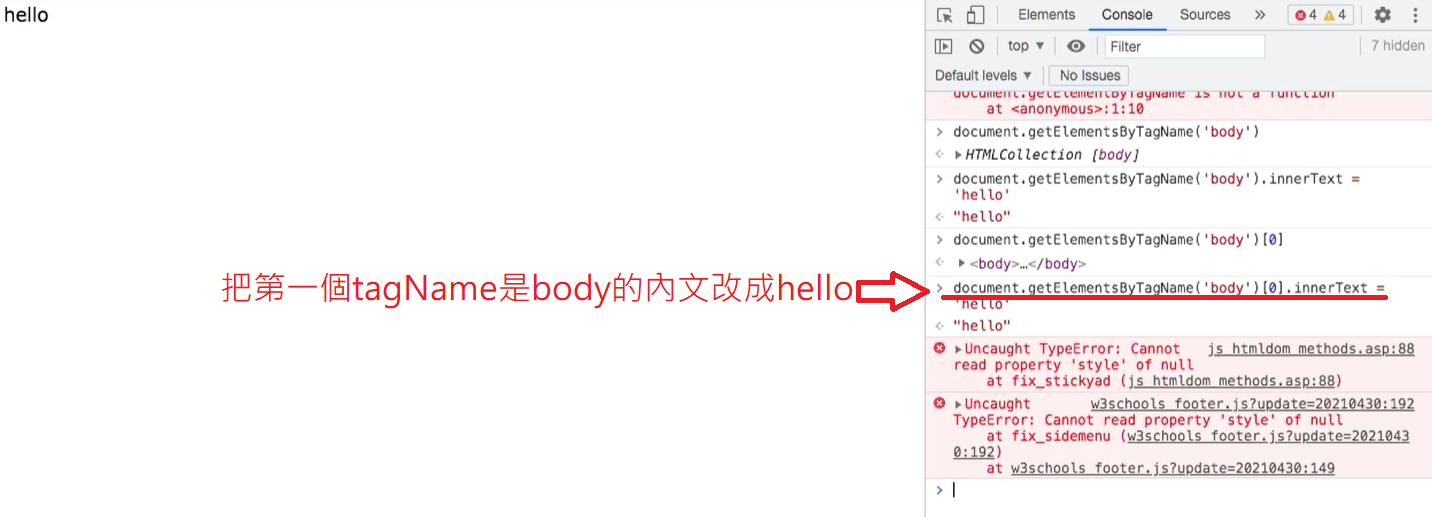 hello
Elements Console Sources » 4 4
top ▼ Filter 7 hidden
Default levels ▼ No Issues
document.getElementByTagName is not a function
at <anonymous>:1:10
> document.getElementsByTagName('body')
<· ▶HTMLCollection [body]
> document.getElementsByTagName('body').innerText =
'hello'
<· "hello"
> document.getElementsByTagName('body')[0]
<· ▶<body>…</body>
把第一個tagName是body的內文改成hello
> document.getElementsByTagName('body')[0].innerText =
'hello'
<· "hello"
▶Uncaught TypeError: Cannot js_htmldom_methods.asp:88
read property 'style' of null
at fix_stickyad (js_htmldom_methods.asp:88)
▶Uncaught w3schools_footer.js?update=20210430:192
TypeError: Cannot read property 'style' of null
at fix_sidemenu (w3schools_footer.js?update=2021043
0:192)
at w3schools_footer.js?update=20210430:149
>